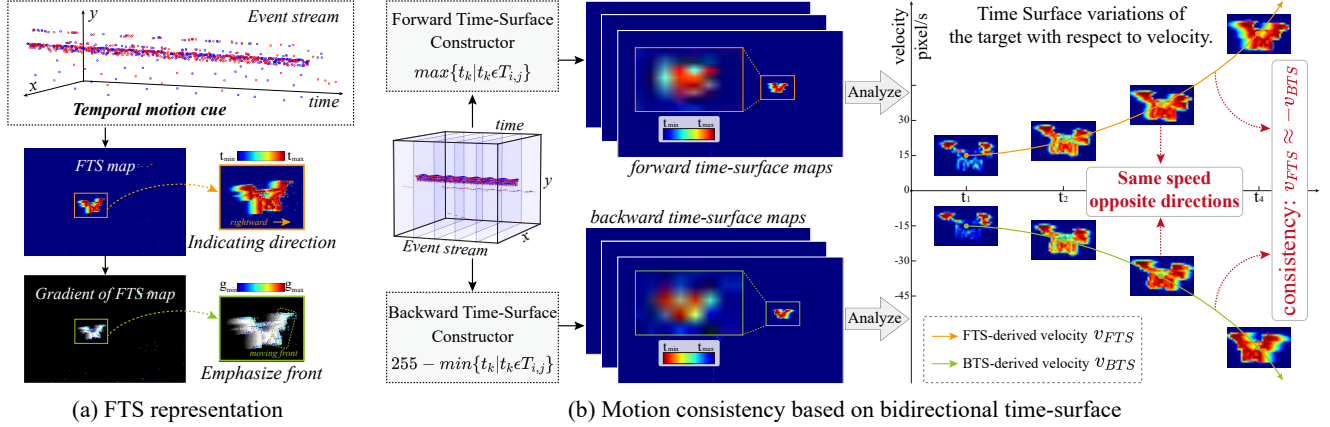 Event stream
y
x
time
Temporal motion cue
FTS map
t_min t_max
rightward
Indicating direction
Gradient of FTS map
g_min g_max
moving front
Emphasize front
(a) FTS representation
Forward Time-Surface
Constructor
max{t_k|t_kϵT_{i,j}}
time
y
x
Event stream
Backward Time-Surface
Constructor
255 − min{t_k|t_kϵT_{i,j}}
t_min t_max
forward time-surface maps
backward time-surface maps
t_min t_max
Analyze
Analyze
velocity
pixel/s
Time Surface variations of
the target with respect to velocity.
30
15
0
-15
-30
-45
t_1
t_2
t_4
Same speed
opposite directions
consistency: v_FTS ≈ −v_BTS
FTS-derived velocity v_FTS
BTS-derived velocity v_BTS
(b) Motion consistency based on bidirectional time-surface